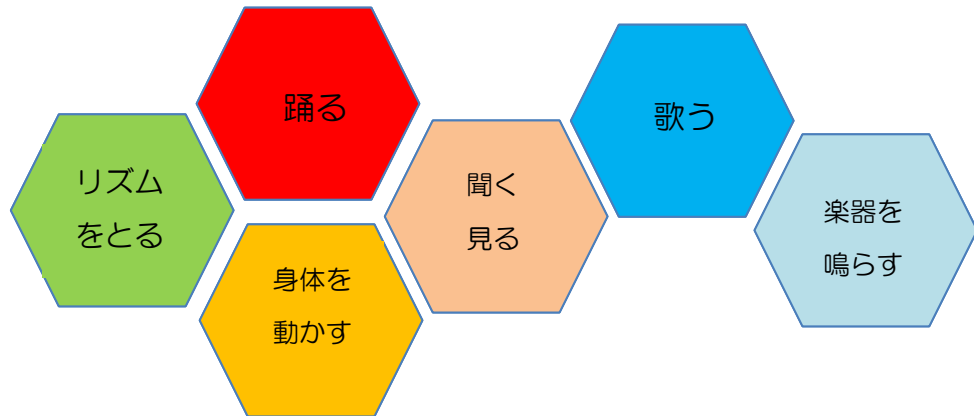 リズム
をとる
踊る
身体を
動かす
聞く
見る
歌う
楽器を
鳴らす